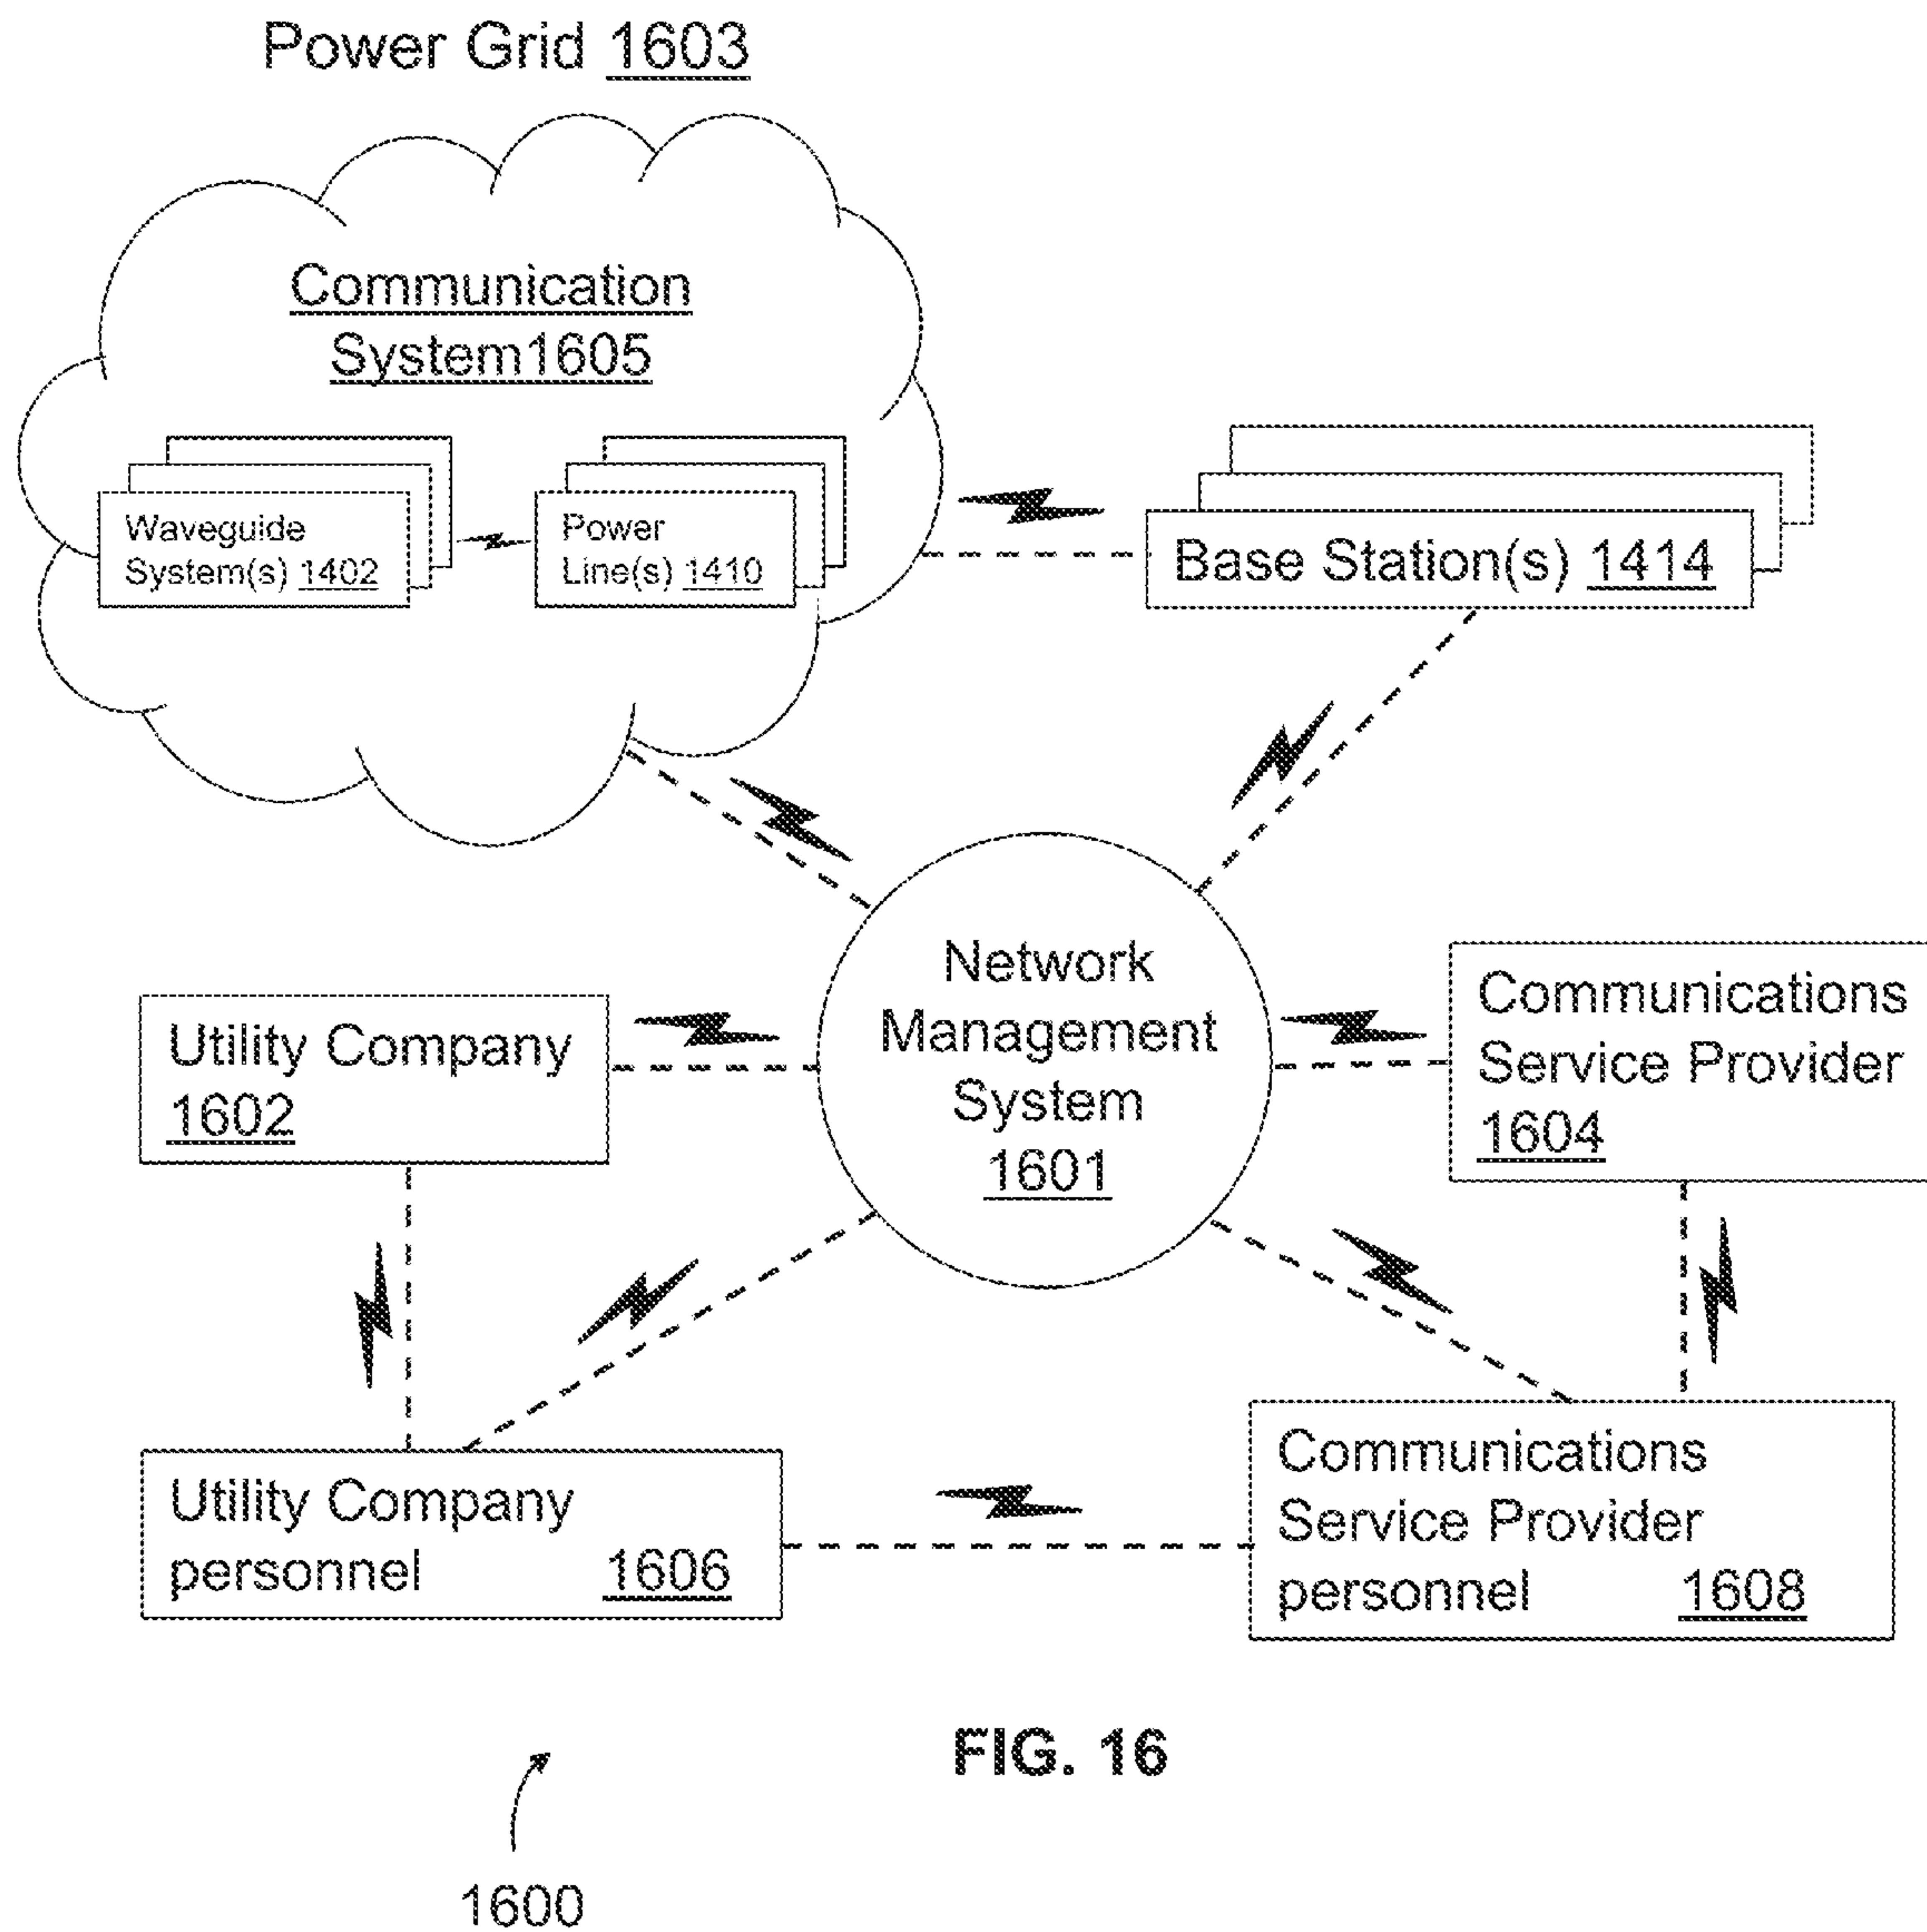 Power Grid 1603
Communication
System1605
Waveguide
System(s) 1402
Power
Line(s) 1410
Base Station(s) 1414
Network
Management
System
1601
Utility Company
1602
Communications
Service Provider
1604
Utility Company
personnel 1606
Communications
Service Provider
personnel 1608
FIG. 16
1600